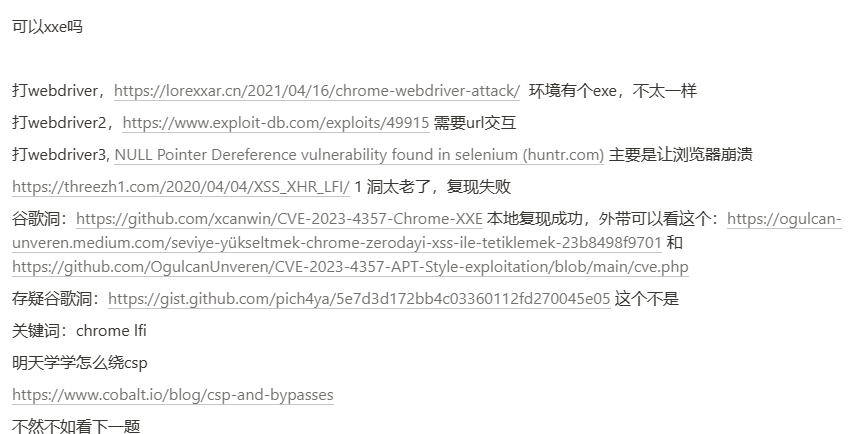 可以xxe吗
打webdriver，https://lorexxar.cn/2021/04/16/chrome-webdriver-attack/ 环境有个exe，不太一样
打webdriver2，https://www.exploit-db.com/exploits/49915 需要url交互
打webdriver3, NULL Pointer Dereference vulnerability found in selenium (huntr.com) 主要是让浏览器崩溃
https://threezh1.com/2020/04/04/XSS_XHR_LFI/ 1 洞太老了，复现失败
谷歌洞：https://github.com/xcanwin/CVE-2023-4357-Chrome-XXE 本地复现成功，外带可以看这个：https://ogulcan-
unveren.medium.com/seviye-yükseltmek-chrome-zerodayi-xss-ile-tetiklemek-23b8498f9701 和
https://github.com/OgulcanUnveren/CVE-2023-4357-APT-Style-exploitation/blob/main/cve.php
存疑谷歌洞：https://gist.github.com/pich4ya/5e7d3d172bb4c03360112fd270045e05 这个不是
关键词：chrome lfi
明天学学怎么绕csp
https://www.cobalt.io/blog/csp-and-bypasses
不然不如看下一题